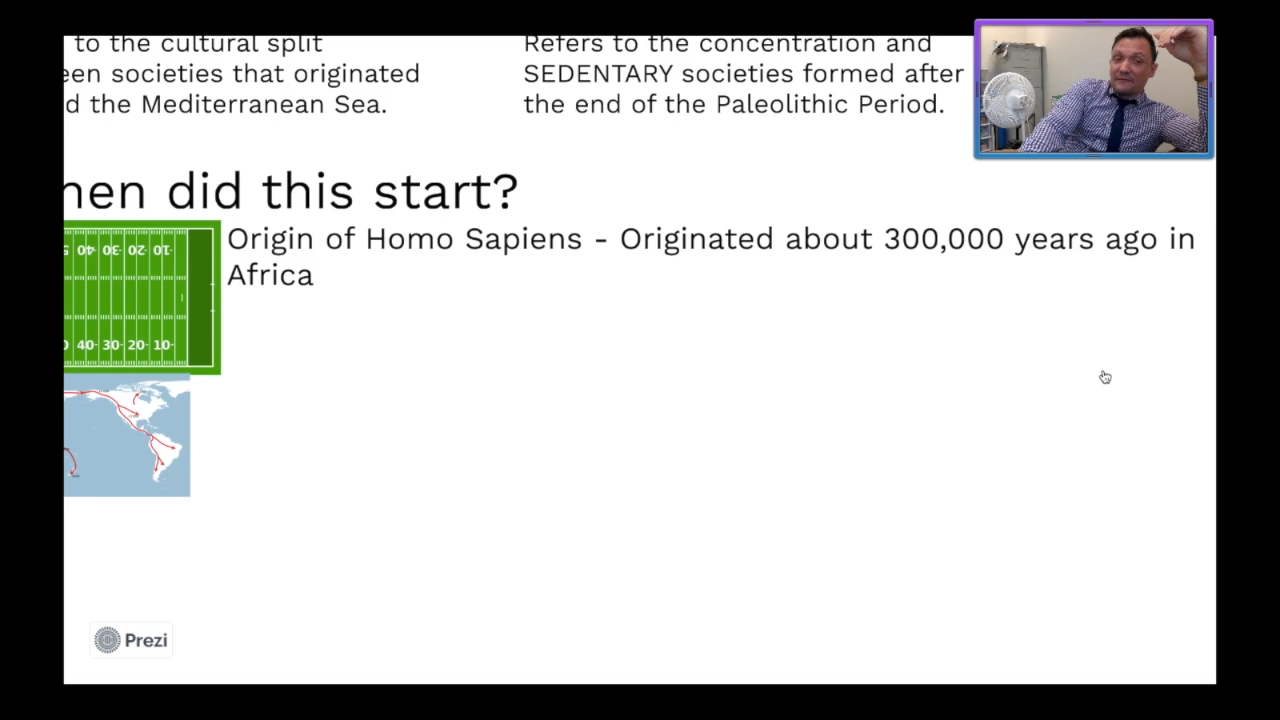 to the cultural split
een societies that originated
d the Mediterranean Sea.
Refers to the concentration and
SEDENTARY societies formed after
the end of the Paleolithic Period.
hen did this start?
Origin of Homo Sapiens - Originated about 300,000 years ago in
Africa
40 30 20 10
40 30 20 10
Prezi